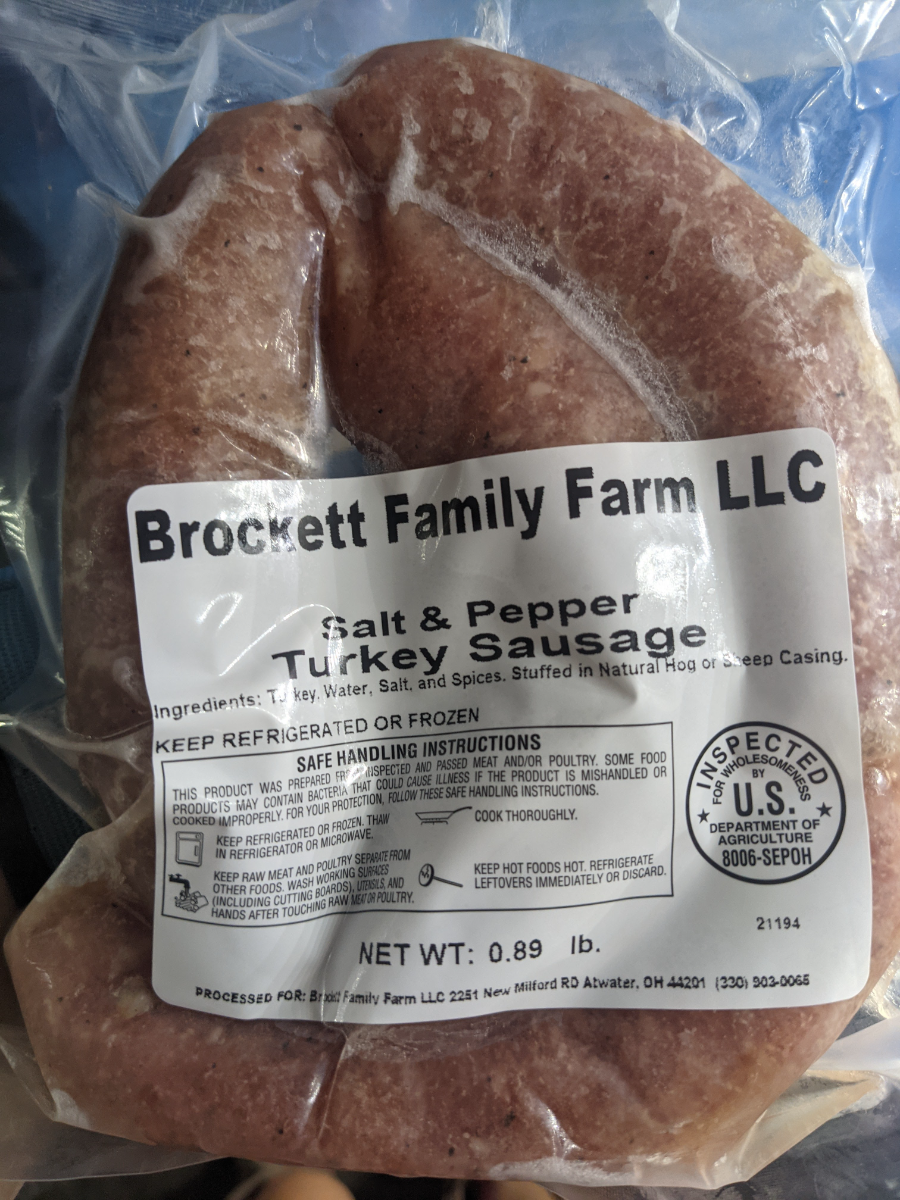 Brockett Family Farm LLC
Salt & Pepper
Turkey Sausage
Ingredients: Turkey, Water, Salt, and Spices. Stuffed in Natural Hog or Sheep Casing.
KEEP REFRIGERATED OR FROZEN
SAFE HANDLING INSTRUCTIONS
THIS PRODUCT WAS PREPARED FROM INSPECTED AND PASSED MEAT AND/OR POULTRY. SOME FOOD
PRODUCTS MAY CONTAIN BACTERIA THAT COULD CAUSE ILLNESS IF THE PRODUCT IS MISHANDLED OR
COOKED IMPROPERLY. FOR YOUR PROTECTION, FOLLOW THESE SAFE HANDLING INSTRUCTIONS.
KEEP REFRIGERATED OR FROZEN. THAW
IN REFRIGERATOR OR MICROWAVE.
COOK THOROUGHLY.
KEEP RAW MEAT AND POULTRY SEPARATE FROM
OTHER FOODS. WASH WORKING SURFACES
(INCLUDING CUTTING BOARDS), UTENSILS, AND
HANDS AFTER TOUCHING RAW MEAT OR POULTRY.
KEEP HOT FOODS HOT. REFRIGERATE
LEFTOVERS IMMEDIATELY OR DISCARD.
INSPECTED
FOR WHOLESOMENESS
BY
U.S.
DEPARTMENT OF
AGRICULTURE
8006-SEPOH
21194
NET WT: 0.89 lb.
PROCESSED FOR: Brockett Family Farm LLC 2251 New Milford RD Atwater, OH 44201 (330) 903-0065